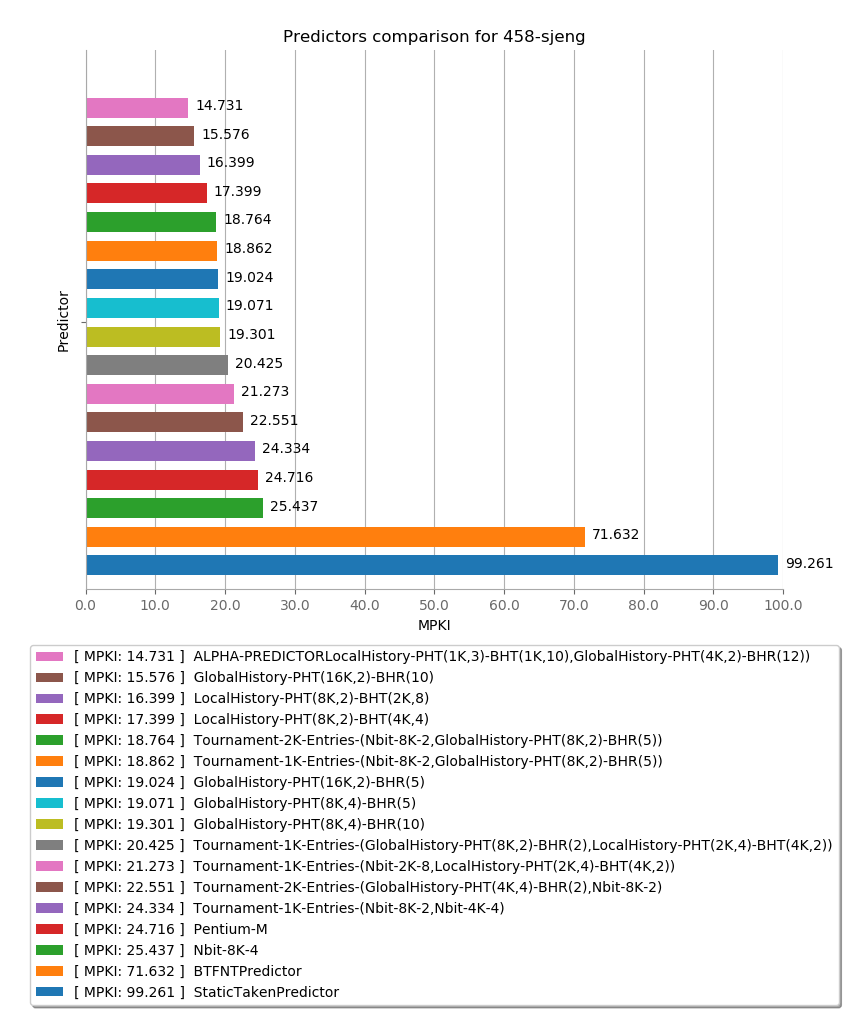 Predictors comparison for 458-sjeng
14.731
15.576
16.399
17.399
18.764
18.862
19.024
19.071
19.301
20.425
21.273
22.551
24.334
24.716
25.437
71.632
99.261
Predictor
0.0 10.0 20.0 30.0 40.0 50.0 60.0 70.0 80.0 90.0 100.0
MPKI
[ MPKI: 14.731 ] ALPHA-PREDICTORLocalHistory-PHT(1K,3)-BHT(1K,10),GlobalHistory-PHT(4K,2)-BHR(12))
[ MPKI: 15.576 ] GlobalHistory-PHT(16K,2)-BHR(10)
[ MPKI: 16.399 ] LocalHistory-PHT(8K,2)-BHT(2K,8)
[ MPKI: 17.399 ] LocalHistory-PHT(8K,2)-BHT(4K,4)
[ MPKI: 18.764 ] Tournament-2K-Entries-(Nbit-8K-2,GlobalHistory-PHT(8K,2)-BHR(5))
[ MPKI: 18.862 ] Tournament-1K-Entries-(Nbit-8K-2,GlobalHistory-PHT(8K,2)-BHR(5))
[ MPKI: 19.024 ] GlobalHistory-PHT(16K,2)-BHR(5)
[ MPKI: 19.071 ] GlobalHistory-PHT(8K,4)-BHR(5)
[ MPKI: 19.301 ] GlobalHistory-PHT(8K,4)-BHR(10)
[ MPKI: 20.425 ] Tournament-1K-Entries-(GlobalHistory-PHT(8K,2)-BHR(2),LocalHistory-PHT(2K,4)-BHT(4K,2))
[ MPKI: 21.273 ] Tournament-1K-Entries-(Nbit-2K-8,LocalHistory-PHT(2K,4)-BHT(4K,2))
[ MPKI: 22.551 ] Tournament-2K-Entries-(GlobalHistory-PHT(4K,4)-BHR(2),Nbit-8K-2)
[ MPKI: 24.334 ] Tournament-1K-Entries-(Nbit-8K-2,Nbit-4K-4)
[ MPKI: 24.716 ] Pentium-M
[ MPKI: 25.437 ] Nbit-8K-4
[ MPKI: 71.632 ] BTFNTPredictor
[ MPKI: 99.261 ] StaticTakenPredictor